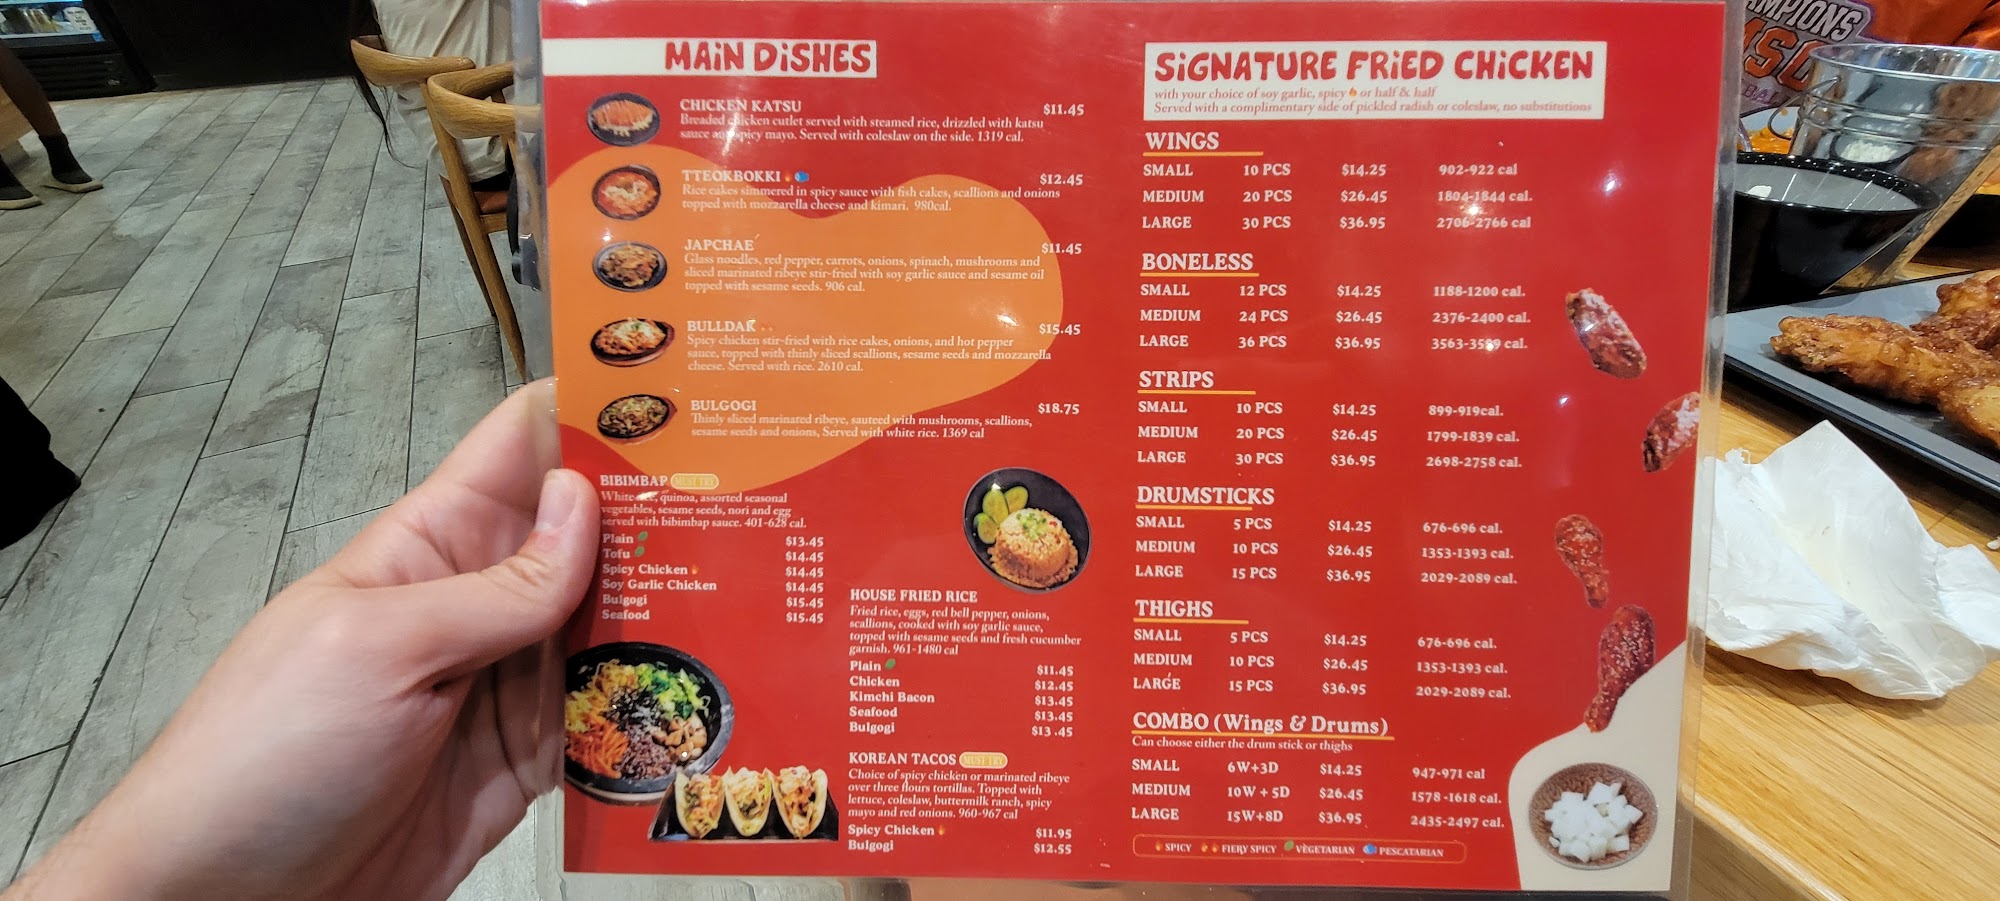 MAIN DISHES
CHICKEN KATSU $11.45
Breaded chicken cutlet served with steamed rice, drizzled with katsu
sauce and spicy mayo. Served with coleslaw on the side. 1319 cal.
TTEOKBOKKI $12.45
Rice cakes simmered in spicy sauce with fish cakes, scallions and onions
topped with mozzarella cheese and kimari. 980cal.
JAPCHAE $11.45
Glass noodles, red pepper, carrots, onions, spinach, mushrooms and
sliced marinated ribeye stir-fried with soy garlic sauce and sesame oil
topped with sesame seeds. 906 cal.
BULLDAK $15.45
Spicy chicken stir-fried with rice cakes, onions, and hot pepper
sauce, topped with thinly sliced scallions, sesame seeds and mozzarella
cheese. Served with rice. 2610 cal.
BULGOGI $18.75
Thinly sliced marinated ribeye, sauteed with mushrooms, scallions,
sesame seeds and onions, Served with white rice. 1369 cal
BIBIMBAP MUST TRY
White rice, quinoa, assorted seasonal
vegetables, sesame seeds, nori and egg
served with bibimbap sauce. 401-628 cal.
Plain $13.45
Tofu $14.45
Spicy Chicken $14.45
Soy Garlic Chicken $14.45
Bulgogi $15.45
Seafood $15.45
HOUSE FRIED RICE
Fried rice, eggs, red bell pepper, onions,
scallions, cooked with soy garlic sauce,
topped with sesame seeds and fresh cucumber
garnish. 961-1480 cal
Plain $11.45
Chicken $12.45
Kimchi Bacon $13.45
Seafood $13.45
Bulgogi $13.45
KOREAN TACOS MUST TRY
Choice of spicy chicken or marinated ribeye
over three flours tortillas. Topped with
lettuce, coleslaw, buttermilk ranch, spicy
mayo and red onions. 960-967 cal
Spicy Chicken $11.95
Bulgogi $12.55
SIGNATURE FRIED CHICKEN
with your choice of soy garlic, spicy or half & half
Served with a complimentary side of pickled radish or coleslaw, no substitutions
WINGS
SMALL 10 PCS $14.25 902-922 cal
MEDIUM 20 PCS $26.45 1804-1844 cal.
LARGE 30 PCS $36.95 2706-2766 cal
BONELESS
SMALL 12 PCS $14.25 1188-1200 cal.
MEDIUM 24 PCS $26.45 2376-2400 cal.
LARGE 36 PCS $36.95 3563-3599 cal.
STRIPS
SMALL 10 PCS $14.25 899-919cal.
MEDIUM 20 PCS $26.45 1799-1839 cal.
LARGE 30 PCS $36.95 2698-2758 cal.
DRUMSTICKS
SMALL 5 PCS $14.25 676-696 cal.
MEDIUM 10 PCS $26.45 1353-1393 cal.
LARGE 15 PCS $36.95 2029-2089 cal.
THIGHS
SMALL 5 PCS $14.25 676-696 cal.
MEDIUM 10 PCS $26.45 1353-1393 cal.
LARGE 15 PCS $36.95 2029-2089 cal.
COMBO (Wings & Drums)
Can choose either the drum stick or thighs
SMALL 6W+3D $14.25 947-971 cal
MEDIUM 10W + 5D $26.45 1578-1618 cal.
LARGE 15W+8D $36.95 2435-2497 cal.
SPICY FIERY SPICY VEGETARIAN PESCATARIAN